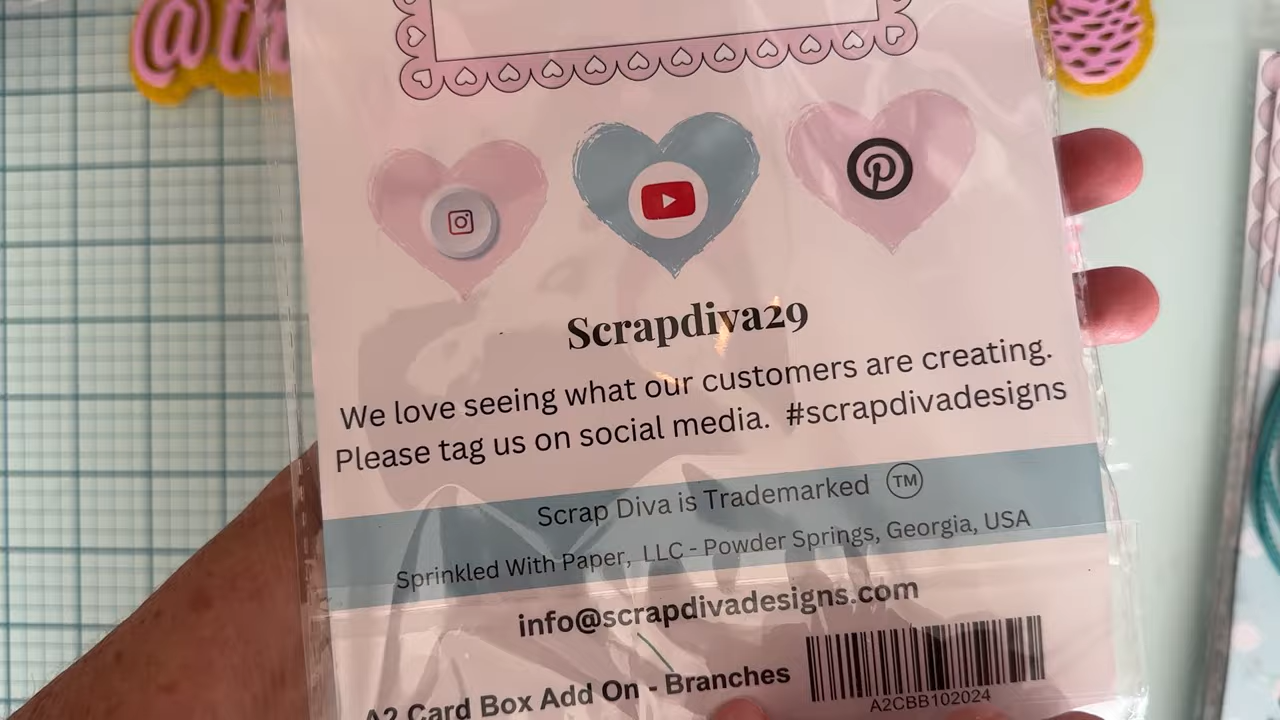 @th
Scrapdiva29
We love seeing what our customers are creating.
Please tag us on social media. #scrapdivadesigns
Scrap Diva is Trademarked TM
Sprinkled With Paper, LLC - Powder Springs, Georgia, USA
info@scrapdivadesigns.com
A2 Card Box Add On - Branches
A2CBB102024